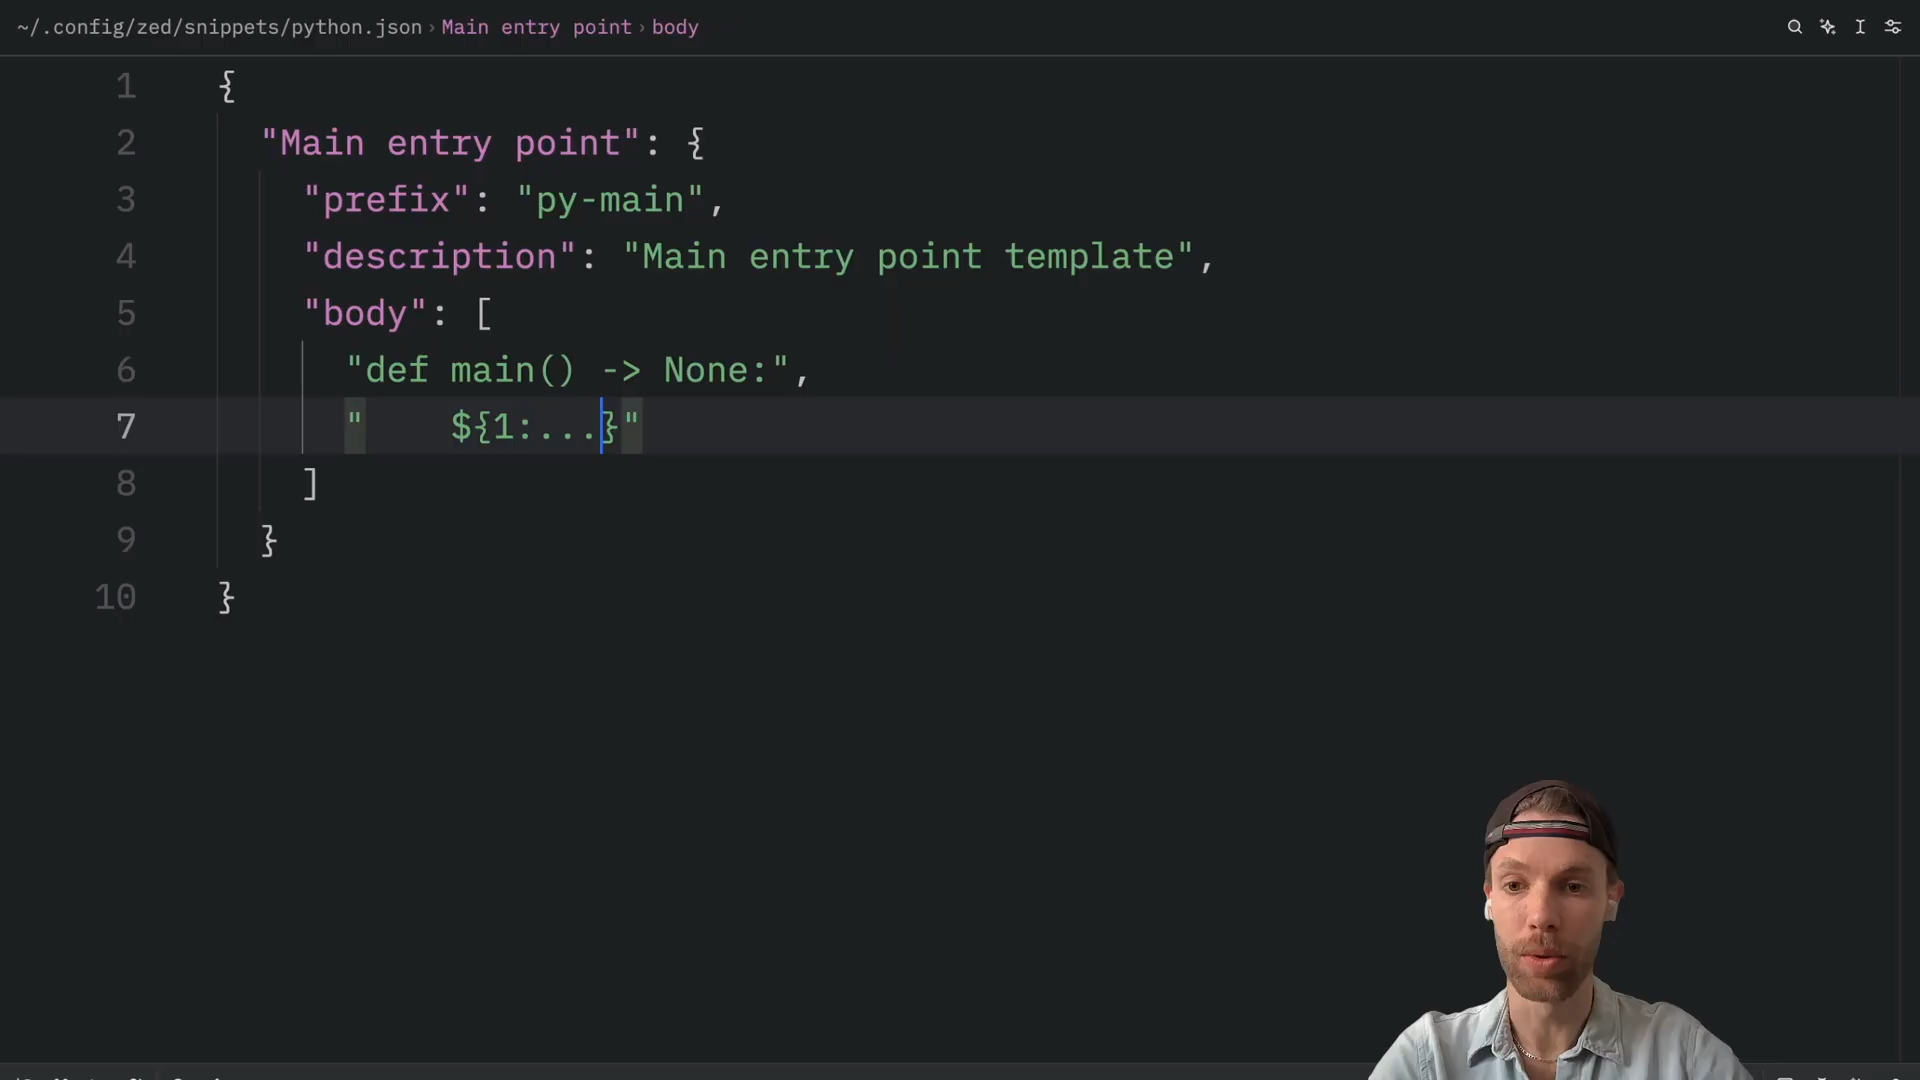 ~/.config/zed/snippets/python.json › Main entry point › body
1 {
2 "Main entry point": {
3 "prefix": "py-main",
4 "description": "Main entry point template",
5 "body": [
6 "def main() -> None:",
7 "    ${1:...}"
8 ]
9 }
10 }